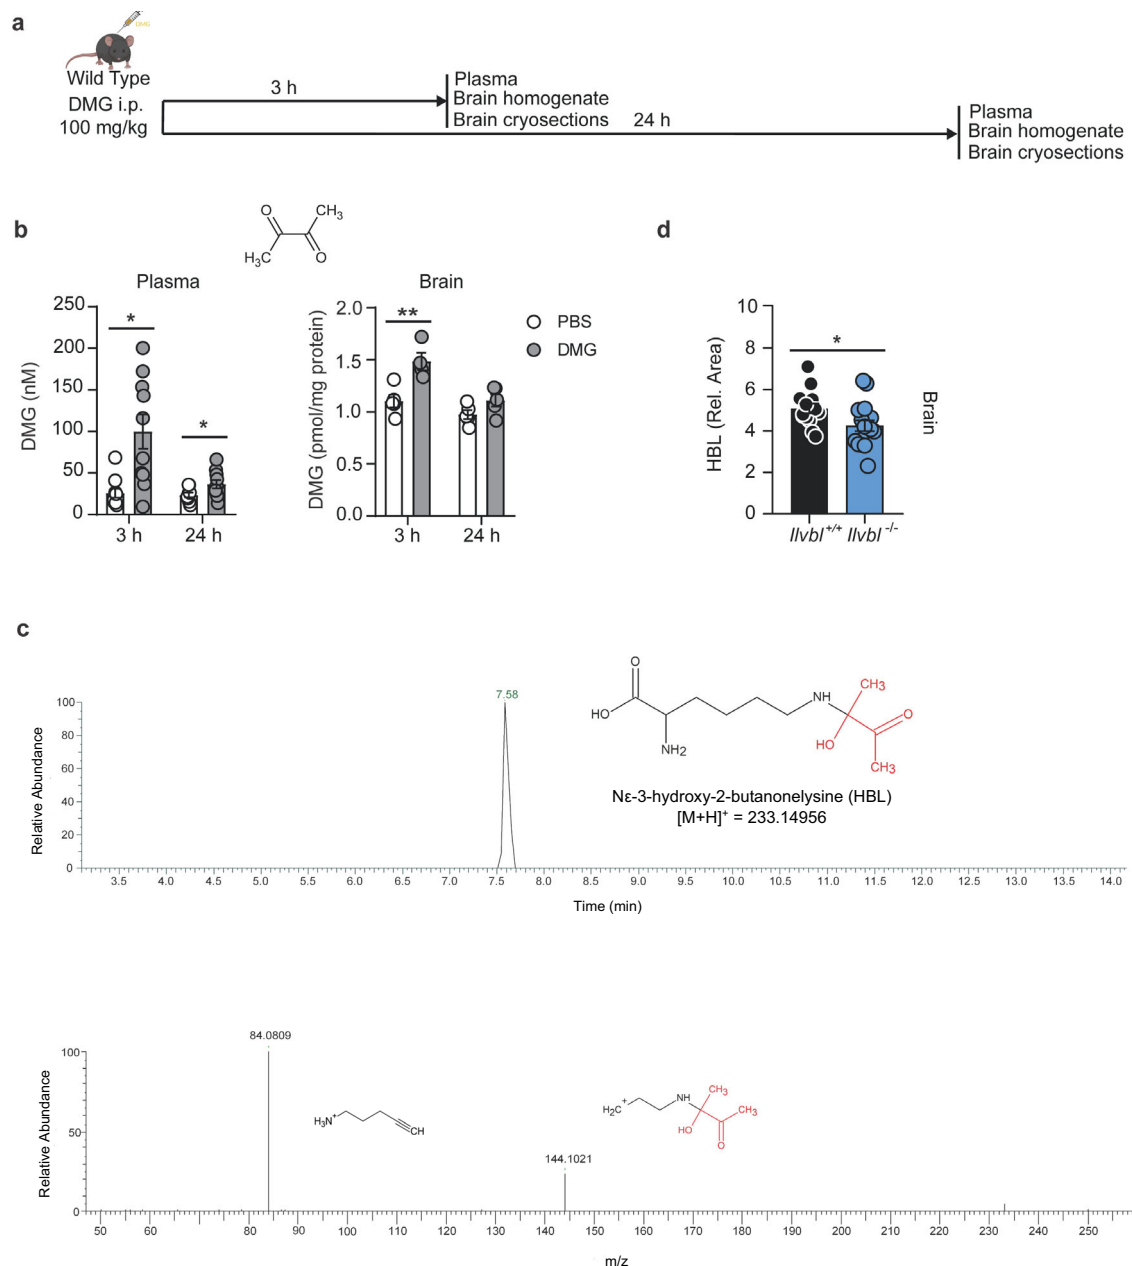 a
DMG
Wild Type
DMG i.p.
100 mg/kg
3 h
Plasma
Brain homogenate
Brain cryosections
24 h
Plasma
Brain homogenate
Brain cryosections
b
O
CH3
H3C
O
Plasma
DMG (nM)
250
200
150
100
50
0
*
*
3 h
24 h
Brain
DMG (pmol/mg protein)
2.0
1.5
1.0
0.5
0.0
**
3 h
24 h
PBS
DMG
d
HBL (Rel. Area)
10
8
6
4
2
0
*
Ilvbl+/+ Ilvbl-/-
Brain
c
Relative Abundance
100
80
60
40
20
0
7.58
3.5 4.0 4.5 5.0 5.5 6.0 6.5 7.0 7.5 8.0 8.5 9.0 9.5 10.0 10.5 11.0 11.5 12.0 12.5 13.0 13.5 14.0
Time (min)
O
HO
NH2
NH
CH3
HO
O
CH3
Nε-3-hydroxy-2-butanonelysine (HBL)
[M+H]+ = 233.14956
Relative Abundance
100
50
0
84.0809
H3N+
CH
144.1021
H2C+
NH
CH3
CH3
HO
O
50 60 70 80 90 100 110 120 130 140 150 160 170 180 190 200 210 220 230 240 250
m/z